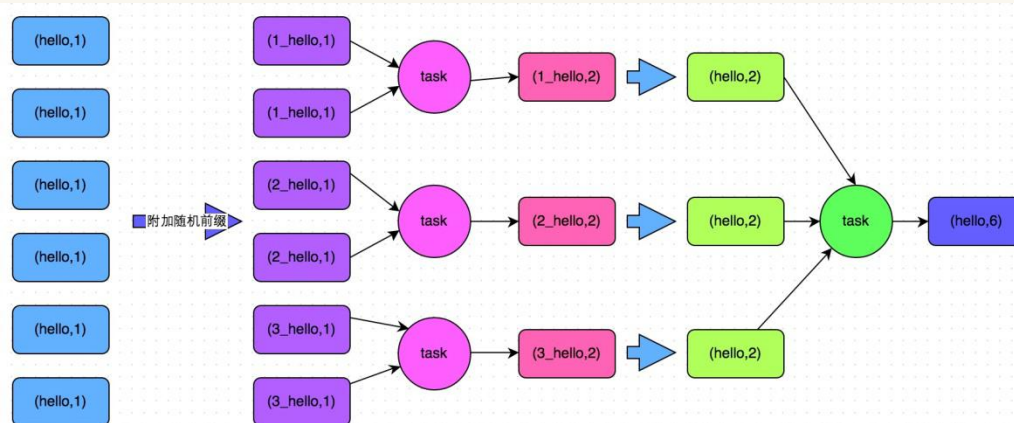 (hello,1)
(hello,1)
(hello,1)
(hello,1)
(hello,1)
(hello,1)
附加随机前缀
(1_hello,1)
(1_hello,1)
(2_hello,1)
(2_hello,1)
(3_hello,1)
(3_hello,1)
task
task
task
(1_hello,2)
(2_hello,2)
(3_hello,2)
(hello,2)
(hello,2)
(hello,2)
task
(hello,6)